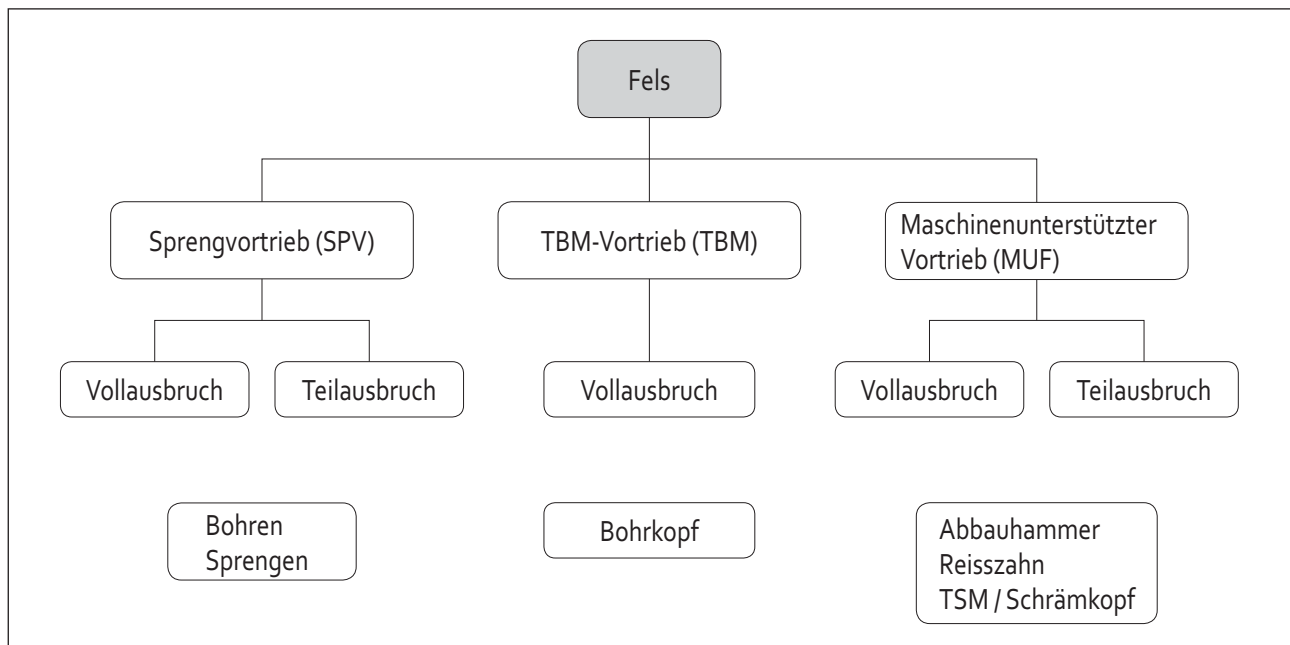 Fels
Sprengvortrieb (SPV)
TBM-Vortrieb (TBM)
Maschinenunterstützter
Vortrieb (MUF)
Vollausbruch
Teilausbruch
Vollausbruch
Vollausbruch
Teilausbruch
Bohren
Sprengen
Bohrkopf
Abbauhammer
Reisszahn
TSM / Schrämkopf